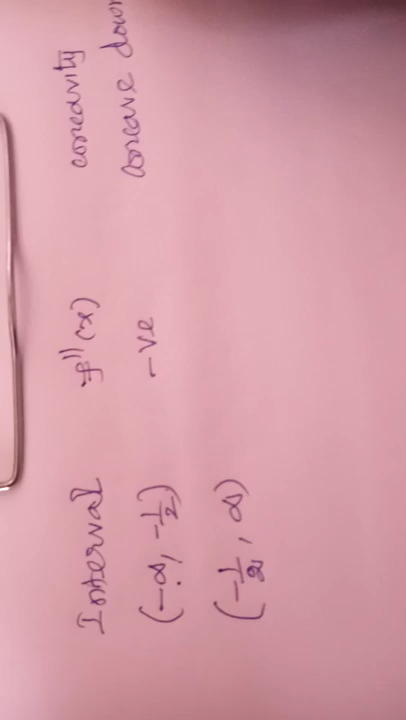 Interval f''(x) concavity
(-∞, -1/2) -ve Concave down
(-1/2, ∞)